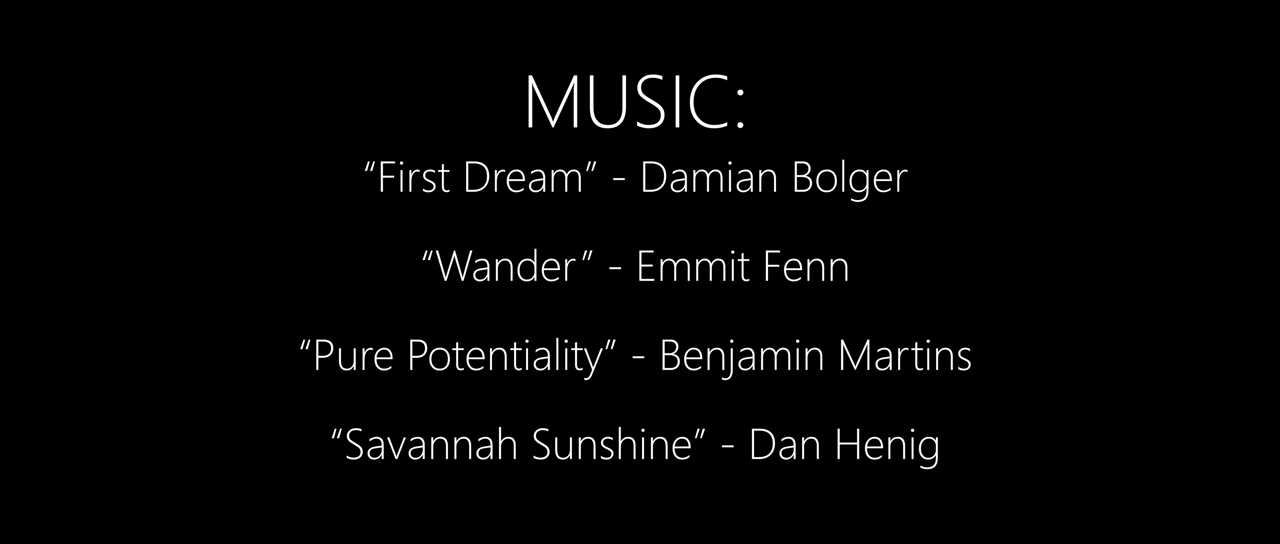 MUSIC:
“First Dream” - Damian Bolger
“Wander” - Emmit Fenn
“Pure Potentiality” - Benjamin Martins
“Savannah Sunshine” - Dan Henig